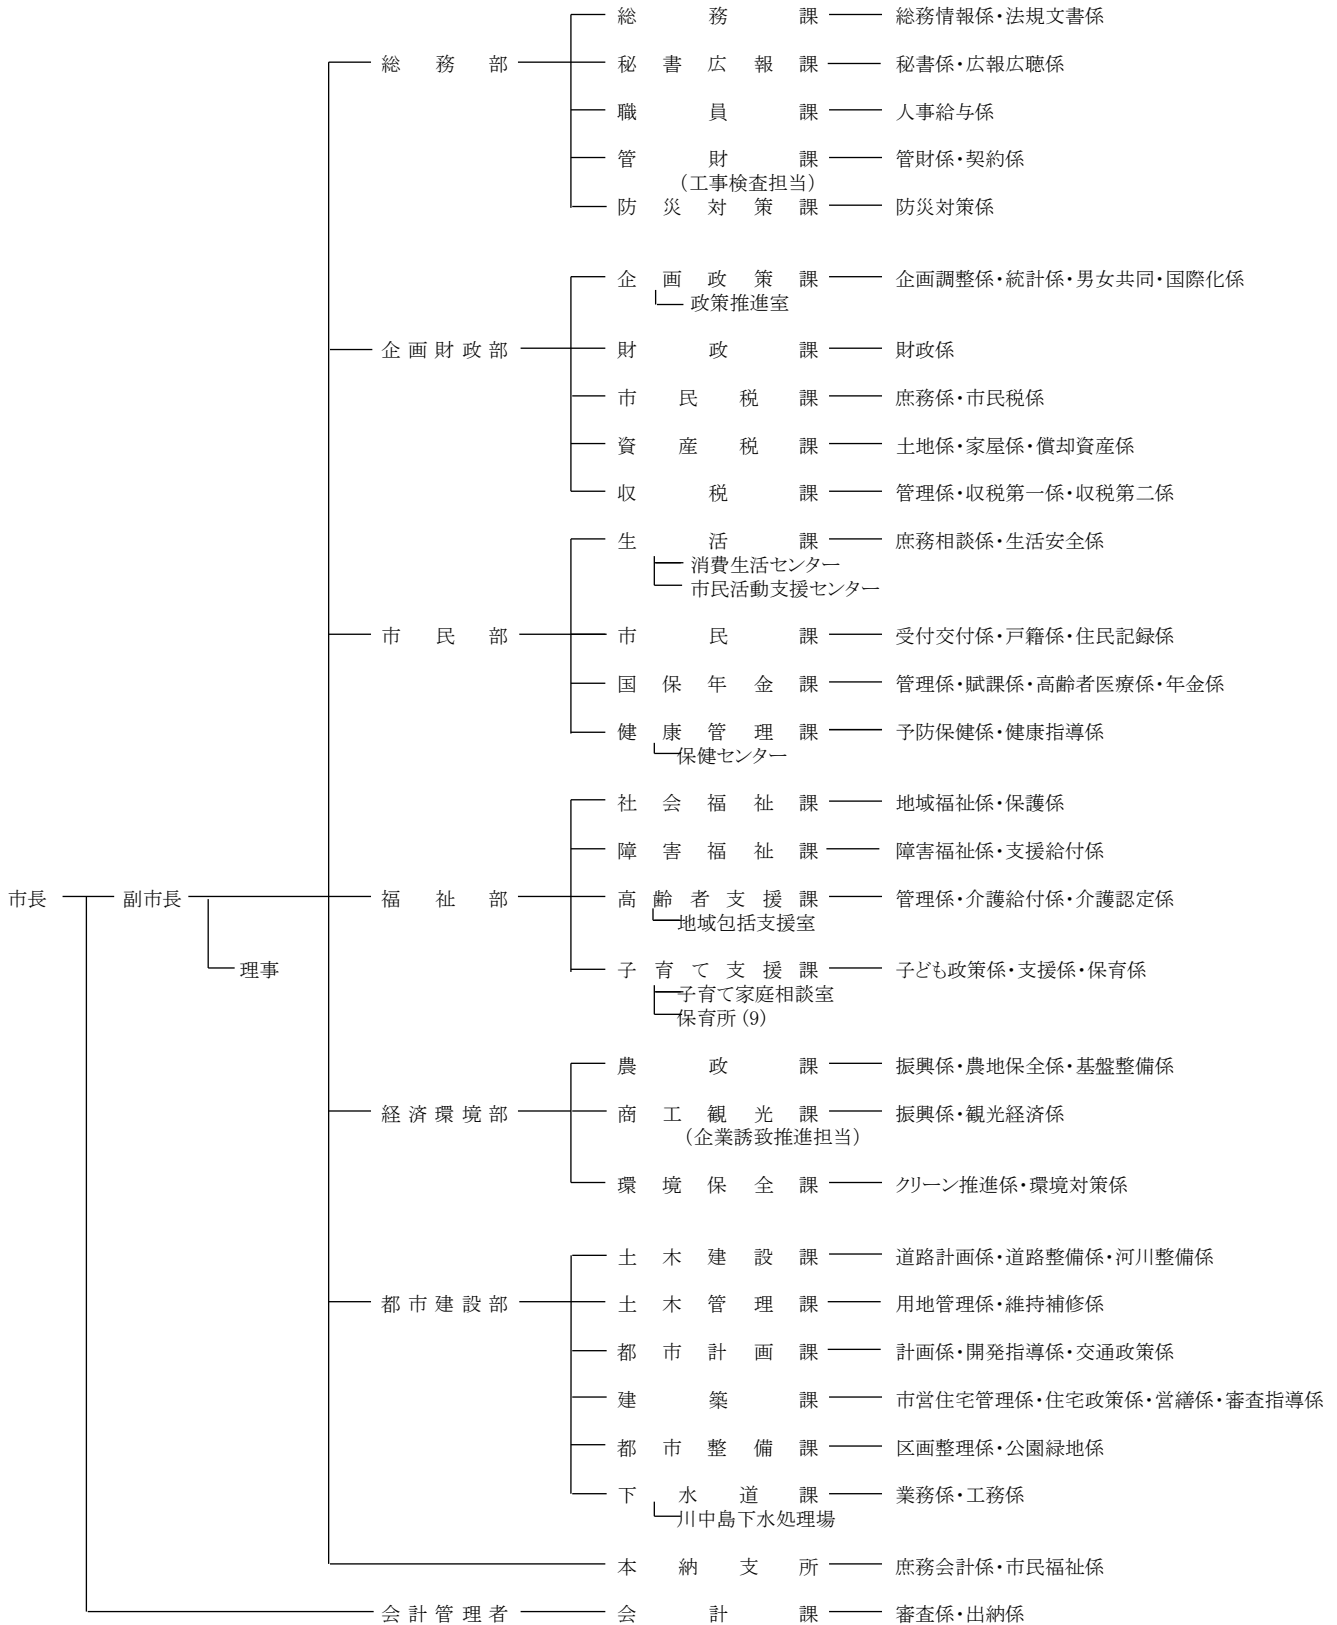 総務課 総務情報係・法規文書係
総務部 秘書広報課 秘書係・広報広聴係
職員課 人事給与係
管財課 管財係・契約係
(工事検査担当)
防災対策課 防災対策係
企画政策課 企画調整係・統計係・男女共同・国際化係
政策推進室
企画財政部 財政課 財政係
市民税課 庶務係・市民税係
資産税課 土地係・家屋係・償却資産係
収税課 管理係・収税第一係・収税第二係
生活課 庶務相談係・生活安全係
消費生活センター
市民活動支援センター
市民部 市民課 受付交付係・戸籍係・住民記録係
国保年金課 管理係・賦課係・高齢者医療係・年金係
健康管理課 予防保健係・健康指導係
保健センター
社会福祉課 地域福祉係・保護係
障害福祉課 障害福祉係・支援給付係
市長 副市長 福祉部 高齢者支援課 管理係・介護給付係・介護認定係
地域包括支援室
理事 子育て支援課 子ども政策係・支援係・保育係
子育て家庭相談室
保育所(9)
農政課 振興係・農地保全係・基盤整備係
経済環境部 商工観光課 振興係・観光経済係
(企業誘致推進担当)
環境保全課 クリーン推進係・環境対策係
土木建設課 道路計画係・道路整備係・河川整備係
都市建設部 土木管理課 用地管理係・維持補修係
都市計画課 計画係・開発指導係・交通政策係
建築課 市営住宅管理係・住宅政策係・営繕係・審査指導係
都市整備課 区画整理係・公園緑地係
下水道課 業務係・工務係
川中島下水処理場
本納支所 庶務会計係・市民福祉係
会計管理者 会計課 審査係・出納係